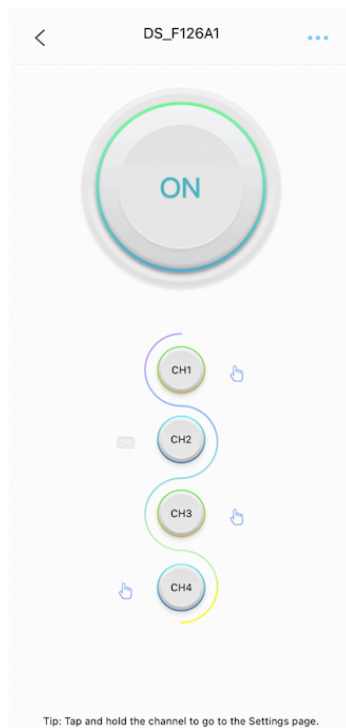 DS_F126A1
ON
CH1
CH2
CH3
CH4
Tip: Tap and hold the channel to go to the Settings page.